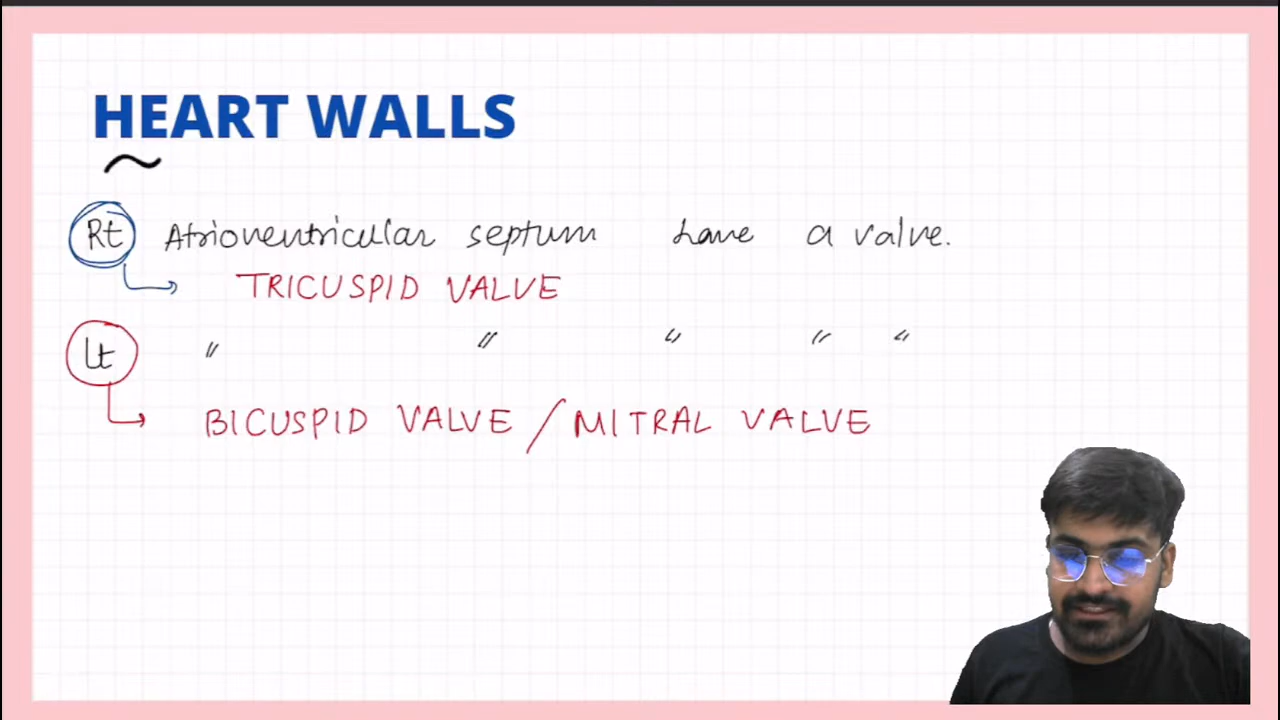 HEART WALLS
Rt Atrioventricular septum have a valve.
TRICUSPID VALVE
Lt " " " " "
BICUSPID VALVE / MITRAL VALVE